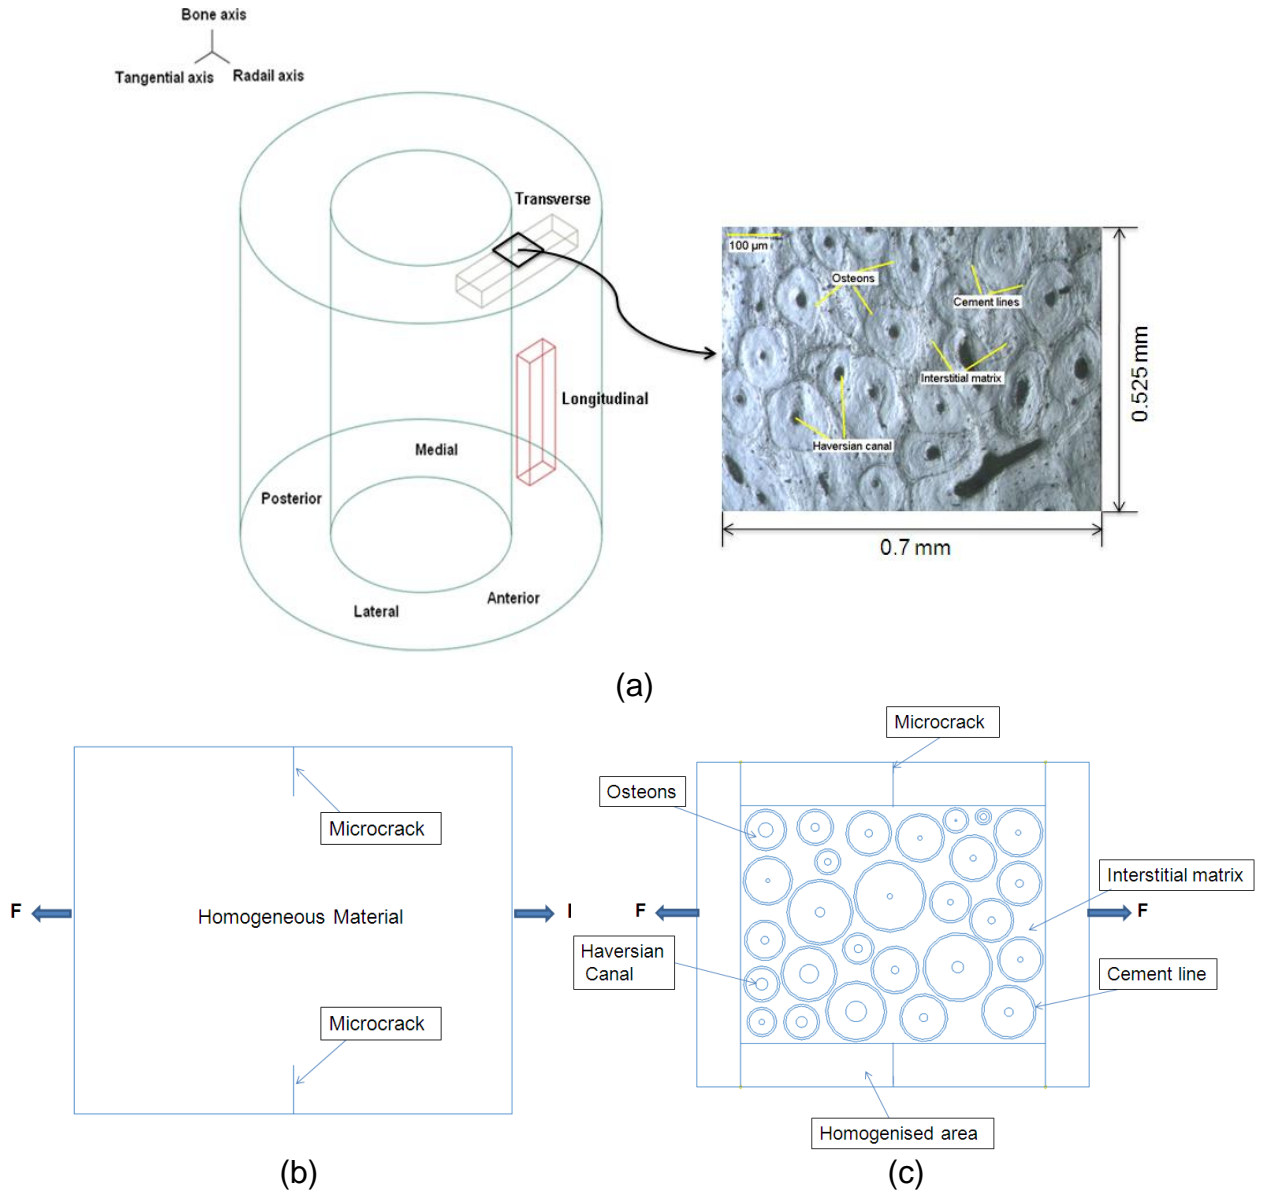 Bone axis
Tangential axis
Radail axis
Transverse
Longitudinal
Medial
Posterior
Anterior
Lateral
100 µm
Osteons
Cement lines
Interstitial matrix
Haversian canal
0.525 mm
0.7 mm
(a)
Microcrack
Microcrack
F
Homogeneous Material
I
Microcrack
(b)
Osteons
Interstitial matrix
F
F
Haversian
Canal
Cement line
Homogenised area
(c)